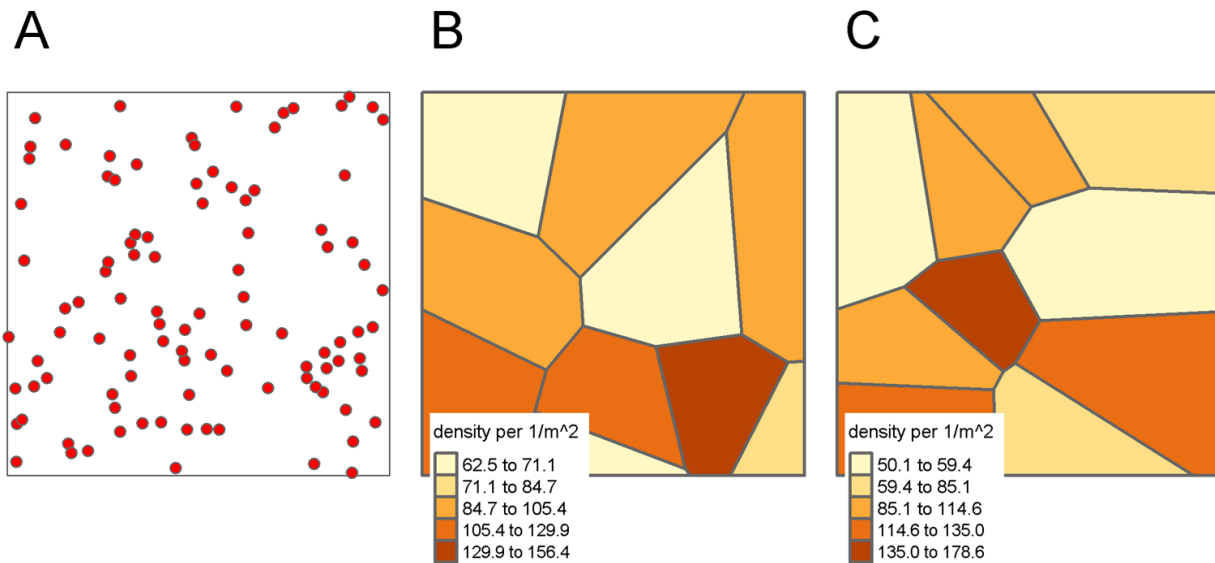 A
B
C
density per 1/m^2
62.5 to 71.1
71.1 to 84.7
84.7 to 105.4
105.4 to 129.9
129.9 to 156.4
density per 1/m^2
50.1 to 59.4
59.4 to 85.1
85.1 to 114.6
114.6 to 135.0
135.0 to 178.6